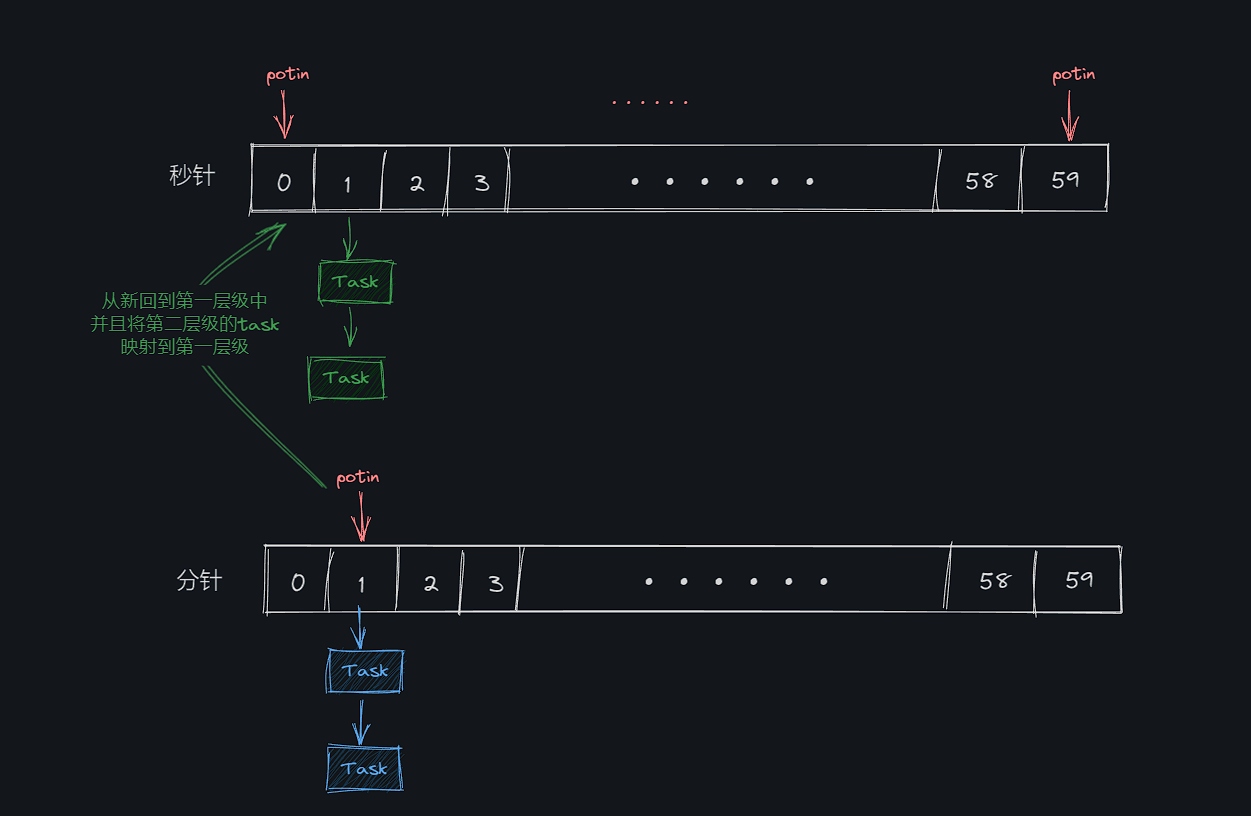 potin
potin
......
秒针
0 1 2 3 ...... 58 59
Task
从新回到第一层级中
并且将第二层级的task
映射到第一层级
Task
potin
分针
0 1 2 3 ...... 58 59
Task
Task